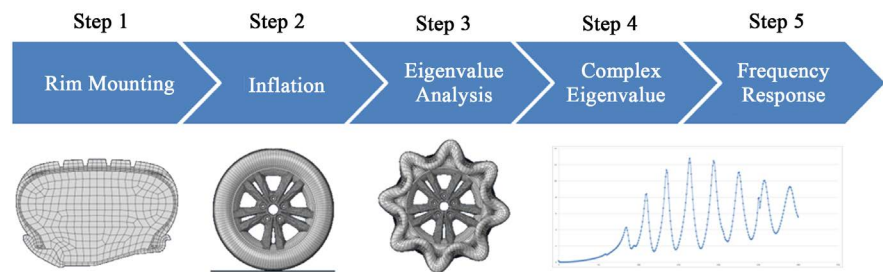 Step 1
Step 2
Step 3
Step 4
Step 5
Rim Mounting
Inflation
Eigenvalue
Analysis
Complex
Eigenvalue
Frequency
Response